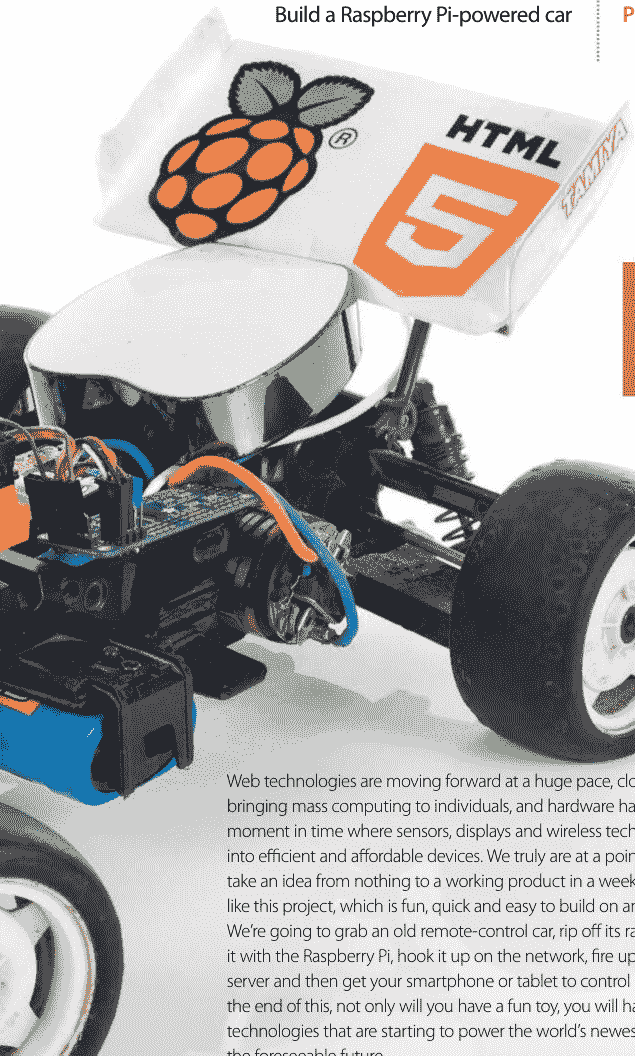 Build a Raspberry Pi-powered car
P
®
HTML
5
TAMIYA
Web technologies are moving forward at a huge pace, clo
bringing mass computing to individuals, and hardware ha
moment in time where sensors, displays and wireless tech
into efficient and affordable devices. We truly are at a poin
take an idea from nothing to a working product in a week
like this project, which is fun, quick and easy to build on an
We're going to grab an old remote-control car, rip off its ra
it with the Raspberry Pi, hook it up on the network, fire up
server and then get your smartphone or tablet to control
the end of this, not only will you have a fun toy, you will ha
technologies that are starting to power the world's newes
the foreseeable future